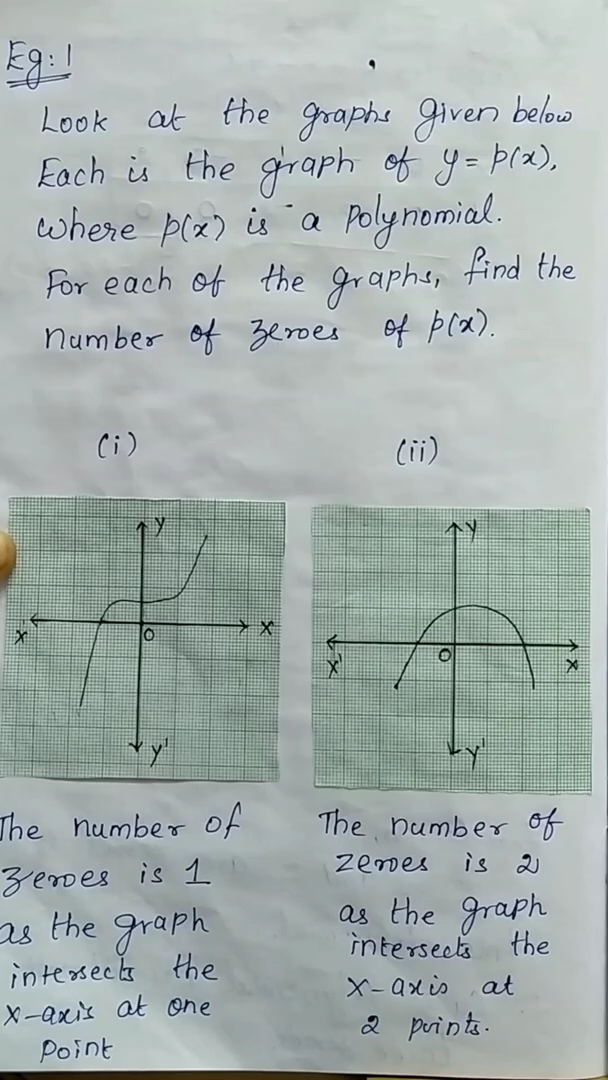 Eg:1
Look at the graphs given below
Each is the graph of y = p(x),
where p(x) is a polynomial.
For each of the graphs, find the
number of zeroes of p(x).
(i)
(ii)
Y
X'
O
X
Y'
Y
X'
O
X
Y'
The number of
zeroes is 1
as the graph
intersects the
x-axis at one
point
The number of
zeroes is 2
as the graph
intersects the
x-axis at
2 points.